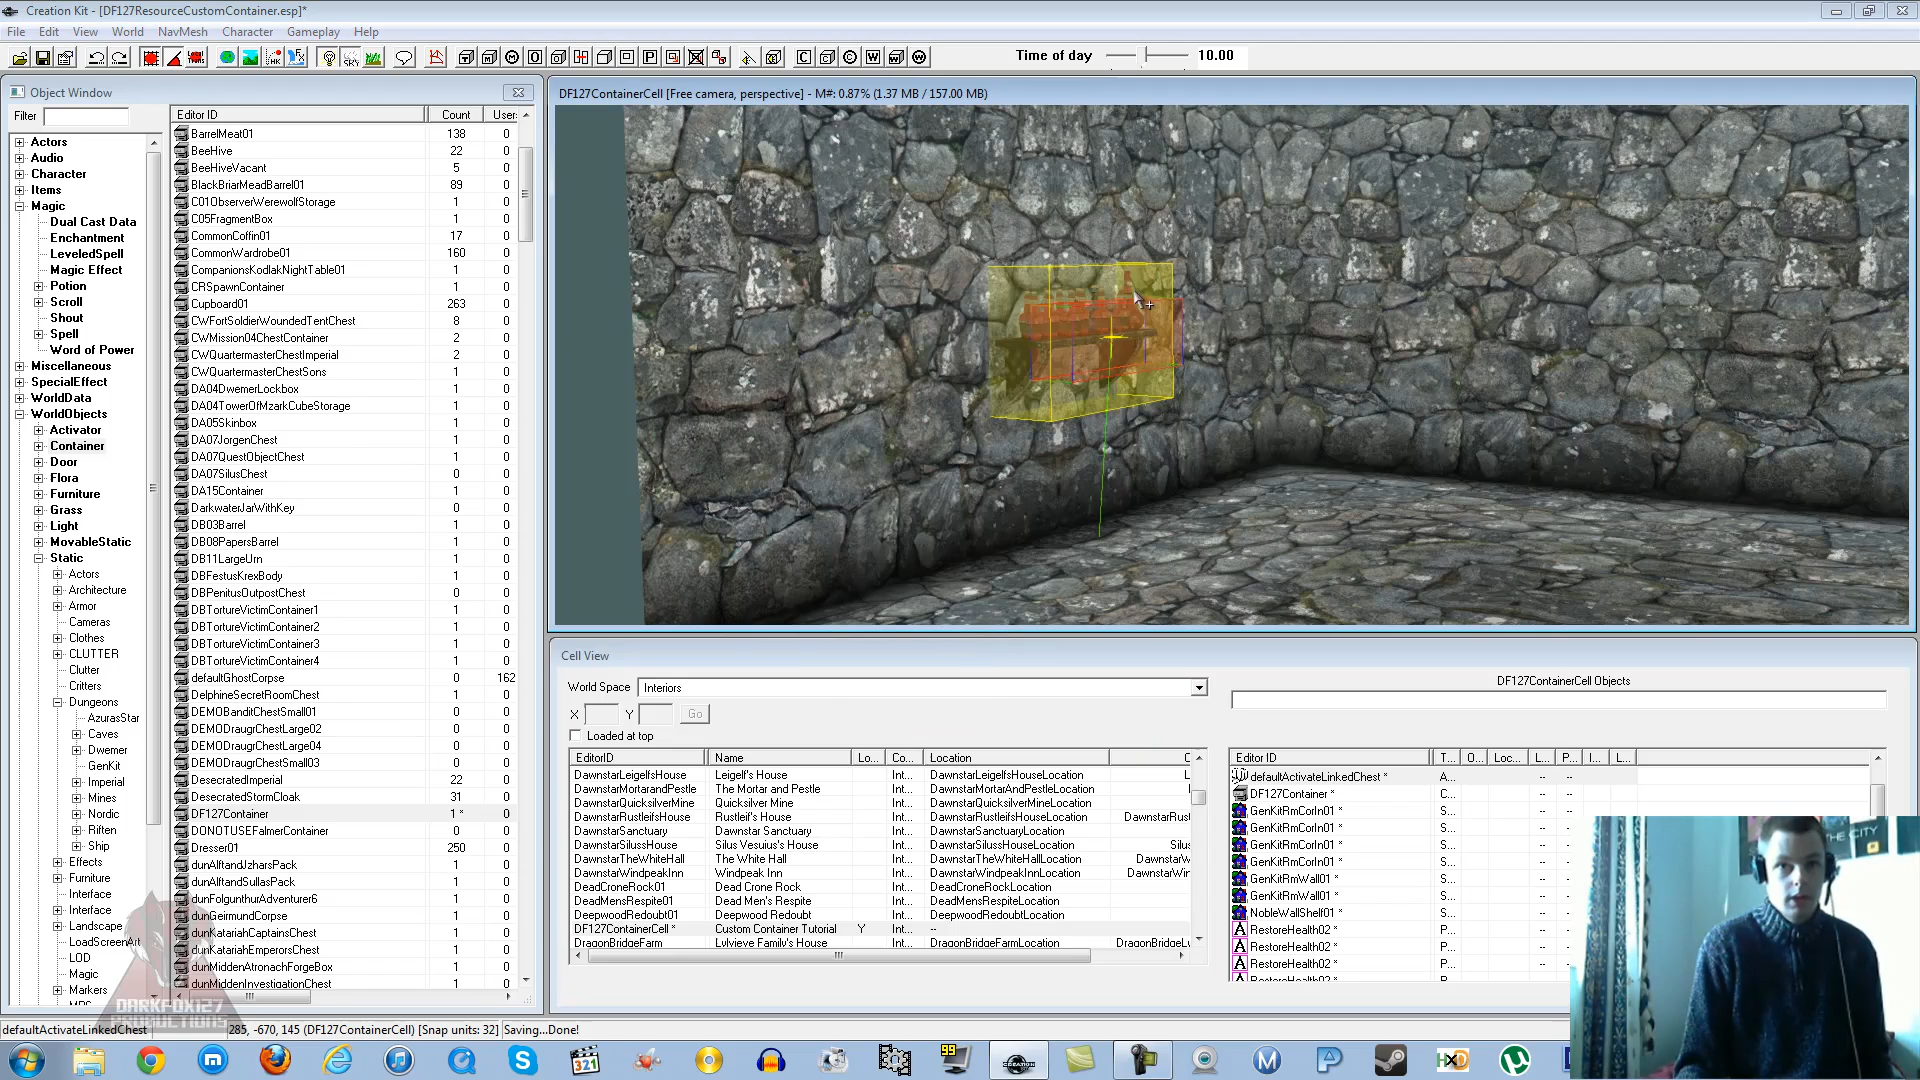 Creation Kit - [DF127ResourceCustomContainer.esp]*
File Edit View World NavMesh Character Gameplay Help
Time of day 10.00
Object Window
Filter
Actors
Audio
Character
Items
Magic
Dual Cast Data
Enchantment
LeveledSpell
Magic Effect
Potion
Scroll
Shout
Spell
Word of Power
Miscellaneous
SpecialEffect
WorldData
WorldObjects
Activator
Container
Door
Flora
Furniture
Grass
Light
MovableStatic
Static
Actors
Architecture
Armor
Cameras
Clothes
CLUTTER
Clutter
Critters
Dungeons
AzurasStar
Caves
Dwemer
GenKit
Imperial
Mines
Nordic
Riften
Ship
Effects
Furniture
Interface
Interface
Landscape
LoadScreenArt
LOD
Magic
Markers
Editor ID Count Users
BarrelMeat01 138 0
BeeHive 22 0
BeeHiveVacant 5 0
BlackBriarMeadBarrel01 89 0
C01ObserverWerewolfStorage 1 0
C05FragmentBox 1 0
CommonCoffin01 17 0
CommonWardrobe01 160 0
CompanionsKodlakNightTable01 1 0
CRSpawnContainer 1 0
Cupboard01 263 0
CWFortSoldierWoundedTentChest 8 0
CWMission04ChestContainer 2 0
CWQuartermasterChestImperial 2 0
CWQuartermasterChestSons 1 0
DA04DwemerLockbox 1 0
DA04TowerOfMzarkCubeStorage 1 0
DA05Skinbox 1 0
DA07JorgenChest 1 0
DA07QuestObjectChest 1 0
DA07SilusChest 0 0
DA15Container 1 0
DarkwaterJarWithKey 0 0
DB03Barrel 1 0
DB08PapersBarrel 1 0
DB11LargeUrn 1 0
DBFestusKrexBody 1 0
DBPenitusOutpostChest 0 0
DBTortureVictimContainer1 1 0
DBTortureVictimContainer2 1 0
DBTortureVictimContainer3 1 0
DBTortureVictimContainer4 1 0
defaultGhostCorpse 0 162
DelphineSecretRoomChest 1 0
DEMOBanditChestSmall01 0 0
DEMODraugrChestLarge02 0 0
DEMODraugrChestLarge04 0 0
DEMODraugrChestSmall03 0 0
DesecratedImperial 22 0
DesecratedStormCloak 31 0
DF127Container 1 * 0
DONOTUSEFalmerContainer 0 0
Dresser01 250 0
dunAlftandJzharsPack 1 0
dunAlftandSullasPack 1 0
dunFolgunthurAdventurer6 1 0
dunGeirmundCorpse 1 0
dunKatariahCaptainsChest 1 0
dunKatariahEmperorsChest 1 0
dunMiddenAtronachForgeBox 1 0
dunMiddenInvestigationChest 1 0
DARKFOX127
PRODUCTIONS
DF127ContainerCell [Free camera, perspective] - M#: 0.87% (1.37 MB / 157.00 MB)
Cell View
World Space Interiors
X Y Go
Loaded at top
EditorID Name Lo... Co... Location
DawnstarLeigelfsHouse Leigelf's House Int... DawnstarLeigelfsHouseLocation
DawnstarMortarandPestle The Mortar and Pestle Int... DawnstarMortarAndPestleLocation
DawnstarQuicksilverMine Quicksilver Mine Int... DawnstarQuicksilverMineLocation
DawnstarRustleifsHouse Rustleif's House Int... DawnstarRustleifsHouseLocation DawnstarRust
DawnstarSanctuary Dawnstar Sanctuary Int... DawnstarSanctuaryLocation
DawnstarSilussHouse Silus Vesuius's House Int... DawnstarSilussHouseLocation Silus
DawnstarTheWhiteHall The White Hall Int... DawnstarTheWhiteHallLocation DawnstarW
DawnstarWindpeakInn Windpeak Inn Int... DawnstarWindpeakInnLocation DawnstarWir
DeadCroneRock01 Dead Crone Rock Int... DeadCroneRockLocation
DeadMensRespite01 Dead Men's Respite Int... DeadMensRespiteLocation
DeepwoodRedoubt01 Deepwood Redoubt Int... DeepwoodRedoubtLocation
DF127ContainerCell * Custom Container Tutorial Y Int... --
DragonBridgeFarm Lylvieve Family's House Int... DragonBridgeFarmLocation DragonBridgeLy
DF127ContainerCell Objects
Editor ID T... O... Loc... L... P... I... L...
defaultActivateLinkedChest * A... -- --
DF127Container * C... -- -
GenKitRmCorIn01 * S... -- -
GenKitRmCorIn01 * S...
GenKitRmCorIn01 * S... -- -
GenKitRmCorIn01 * S... -- -
GenKitRmWall01 * S... -- -
GenKitRmWall01 * S... -- -
NobleWallShelf01 * S... -- -
RestoreHealth02 * P... -- -
RestoreHealth02 * P... -- -
RestoreHealth02 * P... -- -
RestoreHealth02 * P...
THE CITY
defaultActivateLinkedChest 285, -670, 145 (DF127ContainerCell) [Snap units: 32] Saving...Done!
321
99
CREATION
HXD